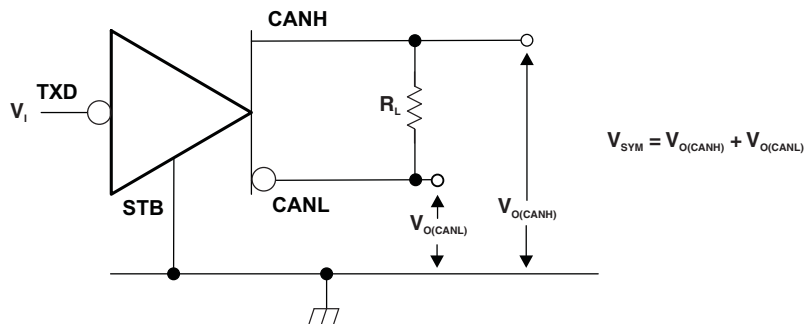 CANH
TXD
V_I
R_L
V_SYM = V_O(CANH) + V_O(CANL)
STB
CANL
V_O(CANL)
V_O(CANH)